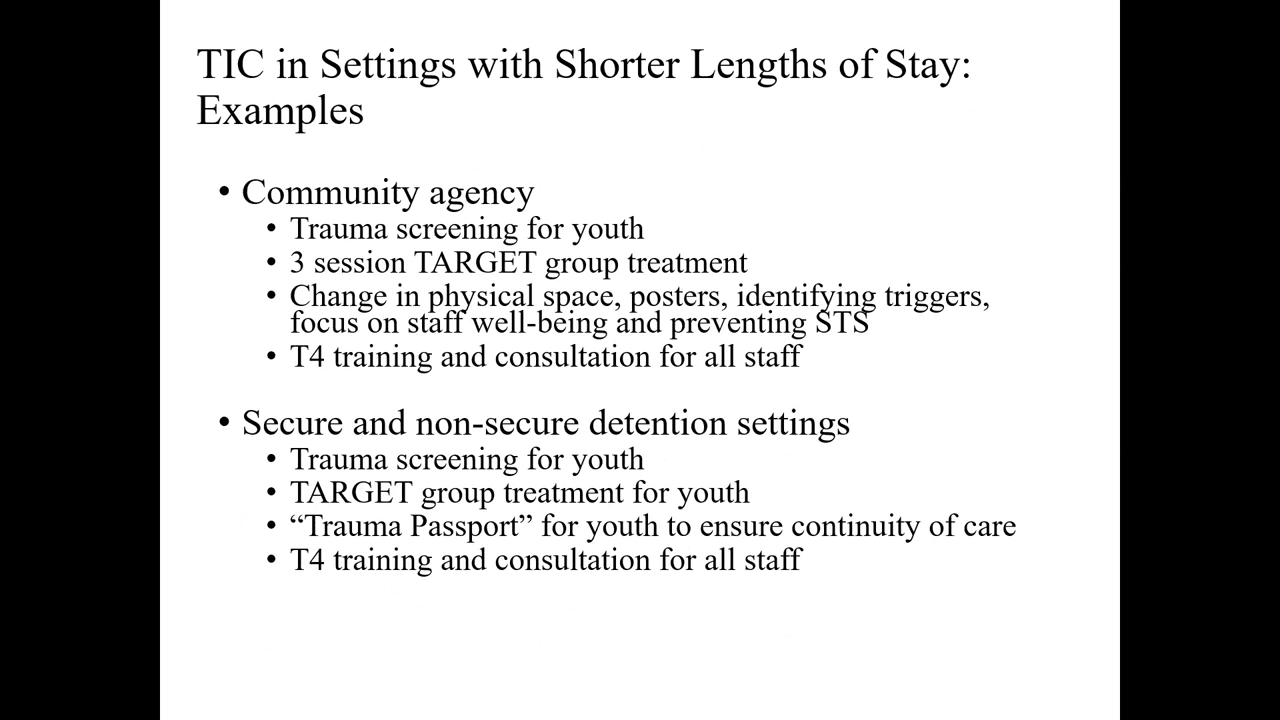 TIC in Settings with Shorter Lengths of Stay:
Examples
• Community agency
• Trauma screening for youth
• 3 session TARGET group treatment
• Change in physical space, posters, identifying triggers,
focus on staff well-being and preventing STS
• T4 training and consultation for all staff
• Secure and non-secure detention settings
• Trauma screening for youth
• TARGET group treatment for youth
• “Trauma Passport” for youth to ensure continuity of care
• T4 training and consultation for all staff